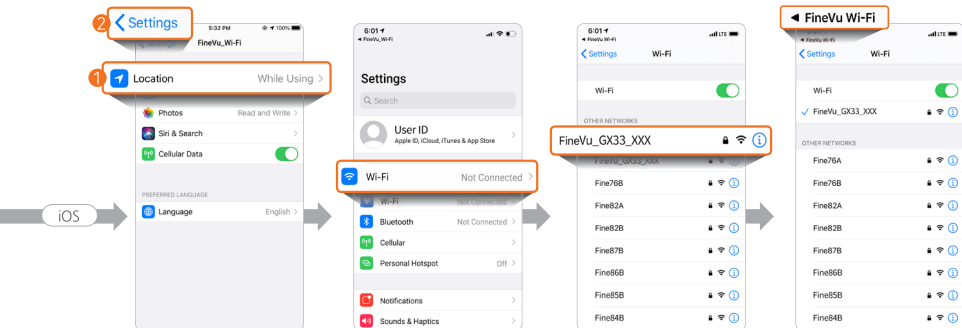 iOS
2
Settings
5:32 PM
100%
FineVu_Wi-Fi
1
Location While Using
Photos Read and Write
Siri & Search
Cellular Data
PREFERRED LANGUAGE
Language English
6:01
FineVu_Wi-Fi
Settings
Search
User ID
Apple ID, iCloud, iTunes & App Store
Wi-Fi Not Connected
Wi-Fi Not Connected
Bluetooth Not Connected
Cellular
Personal Hotspot Off
Notifications
Sounds & Haptics
6:01
LTE
FineVu Wi-Fi
Settings Wi-Fi
Wi-Fi
OTHER NETWORKS
FineVu_GX33_XXX
FineVu_GX33_XXX
Fine76B
Fine82A
Fine82B
Fine87B
Fine86B
Fine85B
Fine84B
FineVu Wi-Fi
LTE
FineVu Wi-Fi
Settings Wi-Fi
Wi-Fi
FineVu_GX33_XXX
OTHER NETWORKS
Fine76A
Fine76B
Fine82A
Fine82B
Fine87B
Fine86B
Fine85B
Fine84B